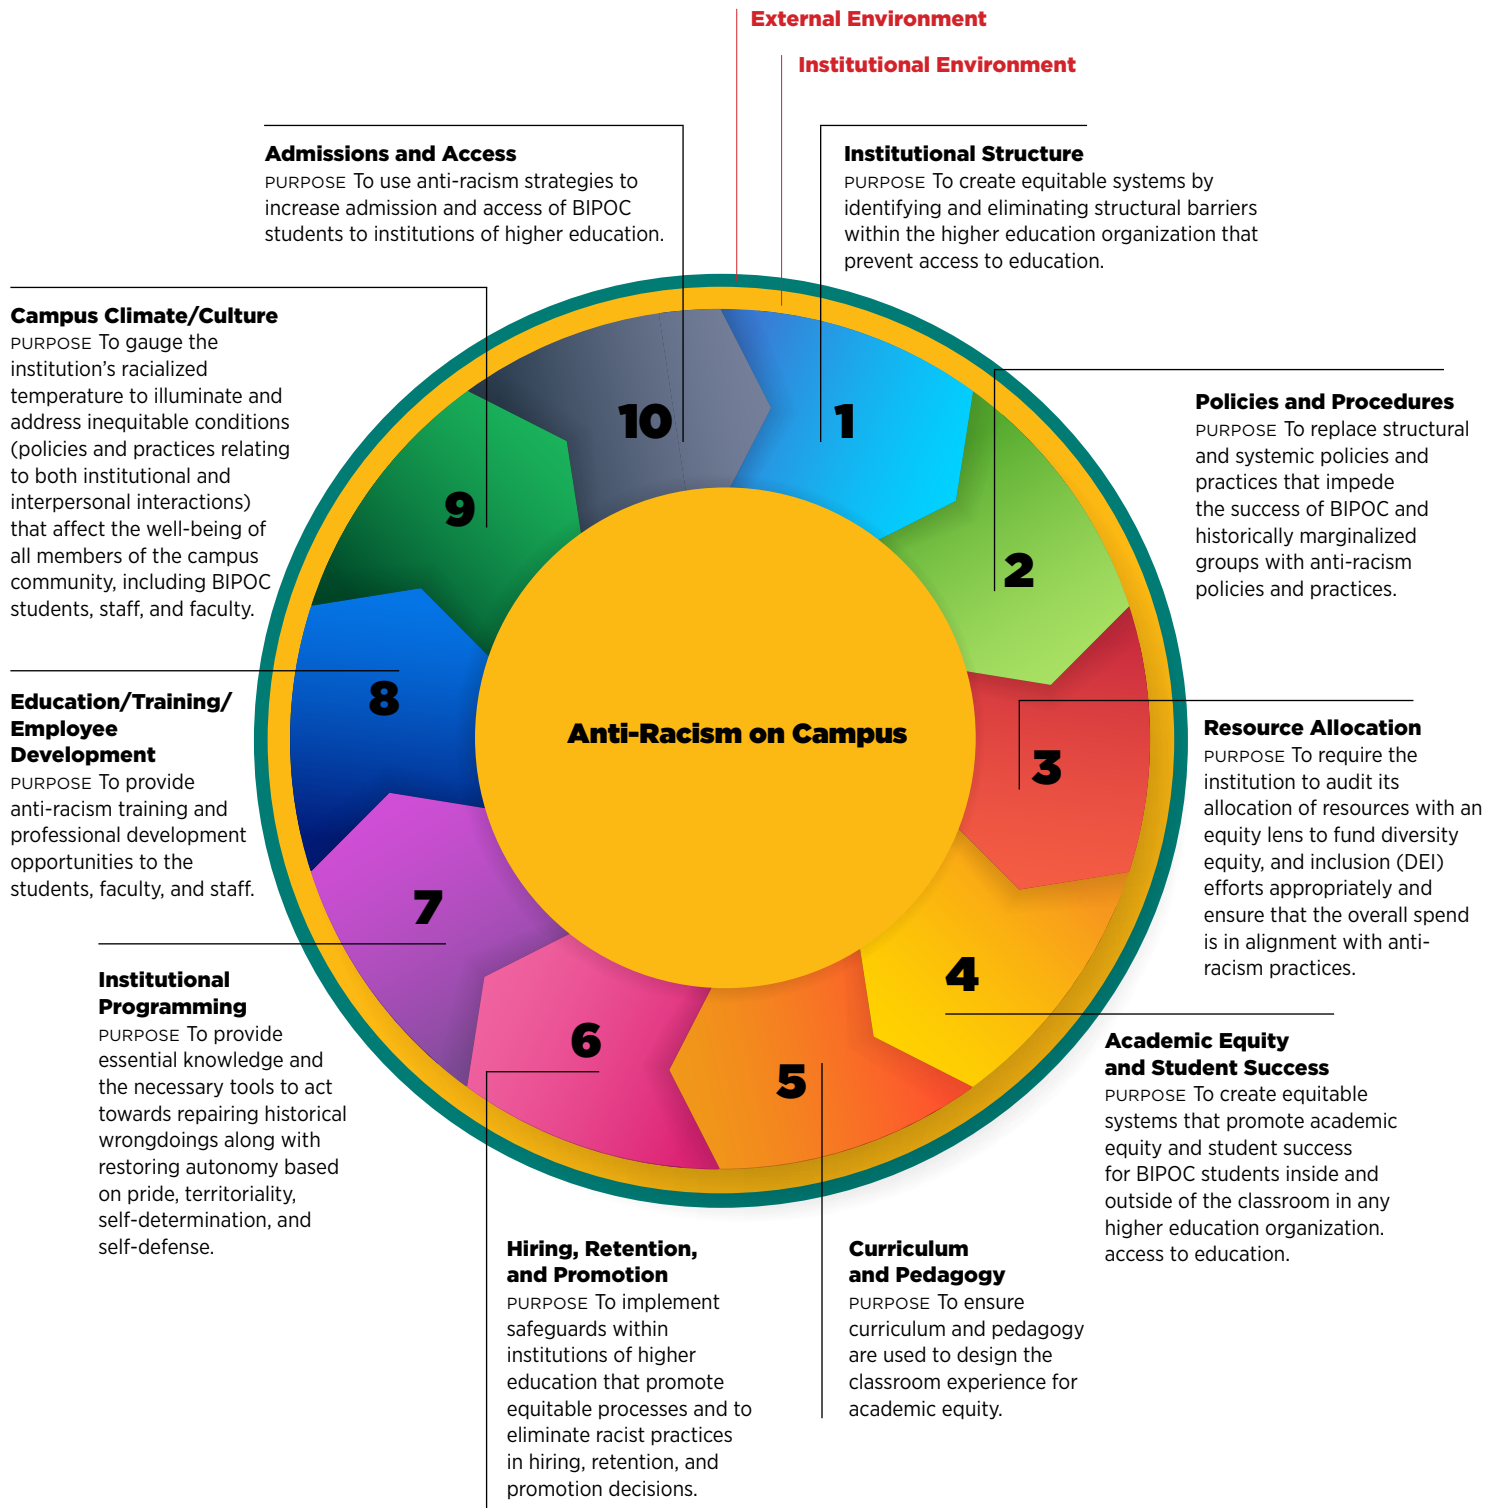 External Environment
Institutional Environment
Admissions and Access
PURPOSE To use anti-racism strategies to
increase admission and access of BIPOC
students to institutions of higher education.
Institutional Structure
PURPOSE To create equitable systems by
identifying and eliminating structural barriers
within the higher education organization that
prevent access to education.
Campus Climate/Culture
PURPOSE To gauge the
institution’s racialized
temperature to illuminate and
address inequitable conditions
(policies and practices relating
to both institutional and
interpersonal interactions)
that affect the well-being of
all members of the campus
community, including BIPOC
students, staff, and faculty.
Policies and Procedures
PURPOSE To replace structural
and systemic policies and
practices that impede
the success of BIPOC and
historically marginalized
groups with anti-racism
policies and practices.
10
1
9
2
8
3
7
4
6
5
Anti-Racism on Campus
Education/Training/
Employee
Development
PURPOSE To provide
anti-racism training and
professional development
opportunities to the
students, faculty, and staff.
Resource Allocation
PURPOSE To require the
institution to audit its
allocation of resources with an
equity lens to fund diversity
equity, and inclusion (DEI)
efforts appropriately and
ensure that the overall spend
is in alignment with anti-
racism practices.
Institutional
Programming
PURPOSE To provide
essential knowledge and
the necessary tools to act
towards repairing historical
wrongdoings along with
restoring autonomy based
on pride, territoriality,
self-determination, and
self-defense.
Academic Equity
and Student Success
PURPOSE To create equitable
systems that promote academic
equity and student success
for BIPOC students inside and
outside of the classroom in any
higher education organization.
access to education.
Hiring, Retention,
and Promotion
PURPOSE To implement
safeguards within
institutions of higher
education that promote
equitable processes and to
eliminate racist practices
in hiring, retention, and
promotion decisions.
Curriculum
and Pedagogy
PURPOSE To ensure
curriculum and pedagogy
are used to design the
classroom experience for
academic equity.